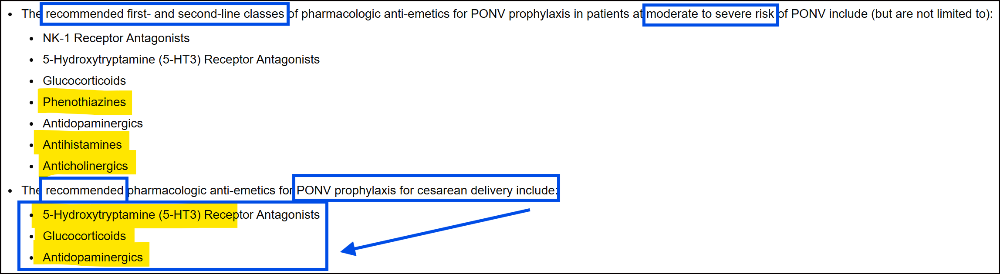 The recommended first- and second-line classes of pharmacologic anti-emetics for PONV prophylaxis in patients at moderate to severe risk of PONV include (but are not limited to):
NK-1 Receptor Antagonists
5-Hydroxytryptamine (5-HT3) Receptor Antagonists
Glucocorticoids
Phenothiazines
Antidopaminergics
Antihistamines
Anticholinergics
The recommended pharmacologic anti-emetics for PONV prophylaxis for cesarean delivery include:
5-Hydroxytryptamine (5-HT3) Receptor Antagonists
Glucocorticoids
Antidopaminergics